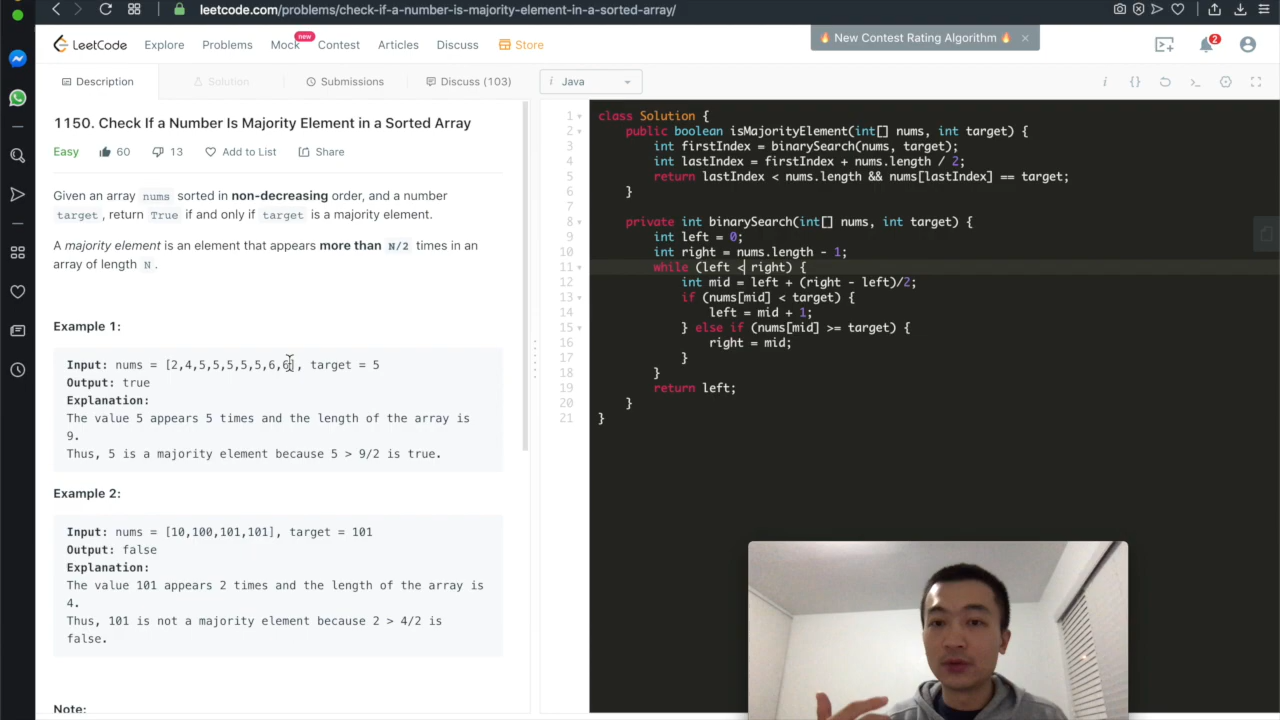 leetcode.com/problems/check-if-a-number-is-majority-element-in-a-sorted-array/
LeetCode Explore Problems Mock new Contest Articles Discuss Store
🔥 New Contest Rating Algorithm 🔥 ×
2
Description Solution Submissions Discuss (103)
i Java
1150. Check If a Number Is Majority Element in a Sorted Array
Easy 60 13 Add to List Share
Given an array nums sorted in non-decreasing order, and a number
target, return True if and only if target is a majority element.
A majority element is an element that appears more than N/2 times in an
array of length N.
Example 1:
Input: nums = [2,4,5,5,5,5,5,6,6], target = 5
Output: true
Explanation:
The value 5 appears 5 times and the length of the array is
9.
Thus, 5 is a majority element because 5 > 9/2 is true.
Example 2:
Input: nums = [10,100,101,101], target = 101
Output: false
Explanation:
The value 101 appears 2 times and the length of the array is
4.
Thus, 101 is not a majority element because 2 > 4/2 is
false.
Note:
1 class Solution {
2 public boolean isMajorityElement(int[] nums, int target) {
3 int firstIndex = binarySearch(nums, target);
4 int lastIndex = firstIndex + nums.length / 2;
5 return lastIndex < nums.length && nums[lastIndex] == target;
6 }
7
8 private int binarySearch(int[] nums, int target) {
9 int left = 0;
10 int right = nums.length - 1;
11 while (left < right) {
12 int mid = left + (right - left)/2;
13 if (nums[mid] < target) {
14 left = mid + 1;
15 } else if (nums[mid] >= target) {
16 right = mid;
17 }
18 }
19 return left;
20 }
21 }